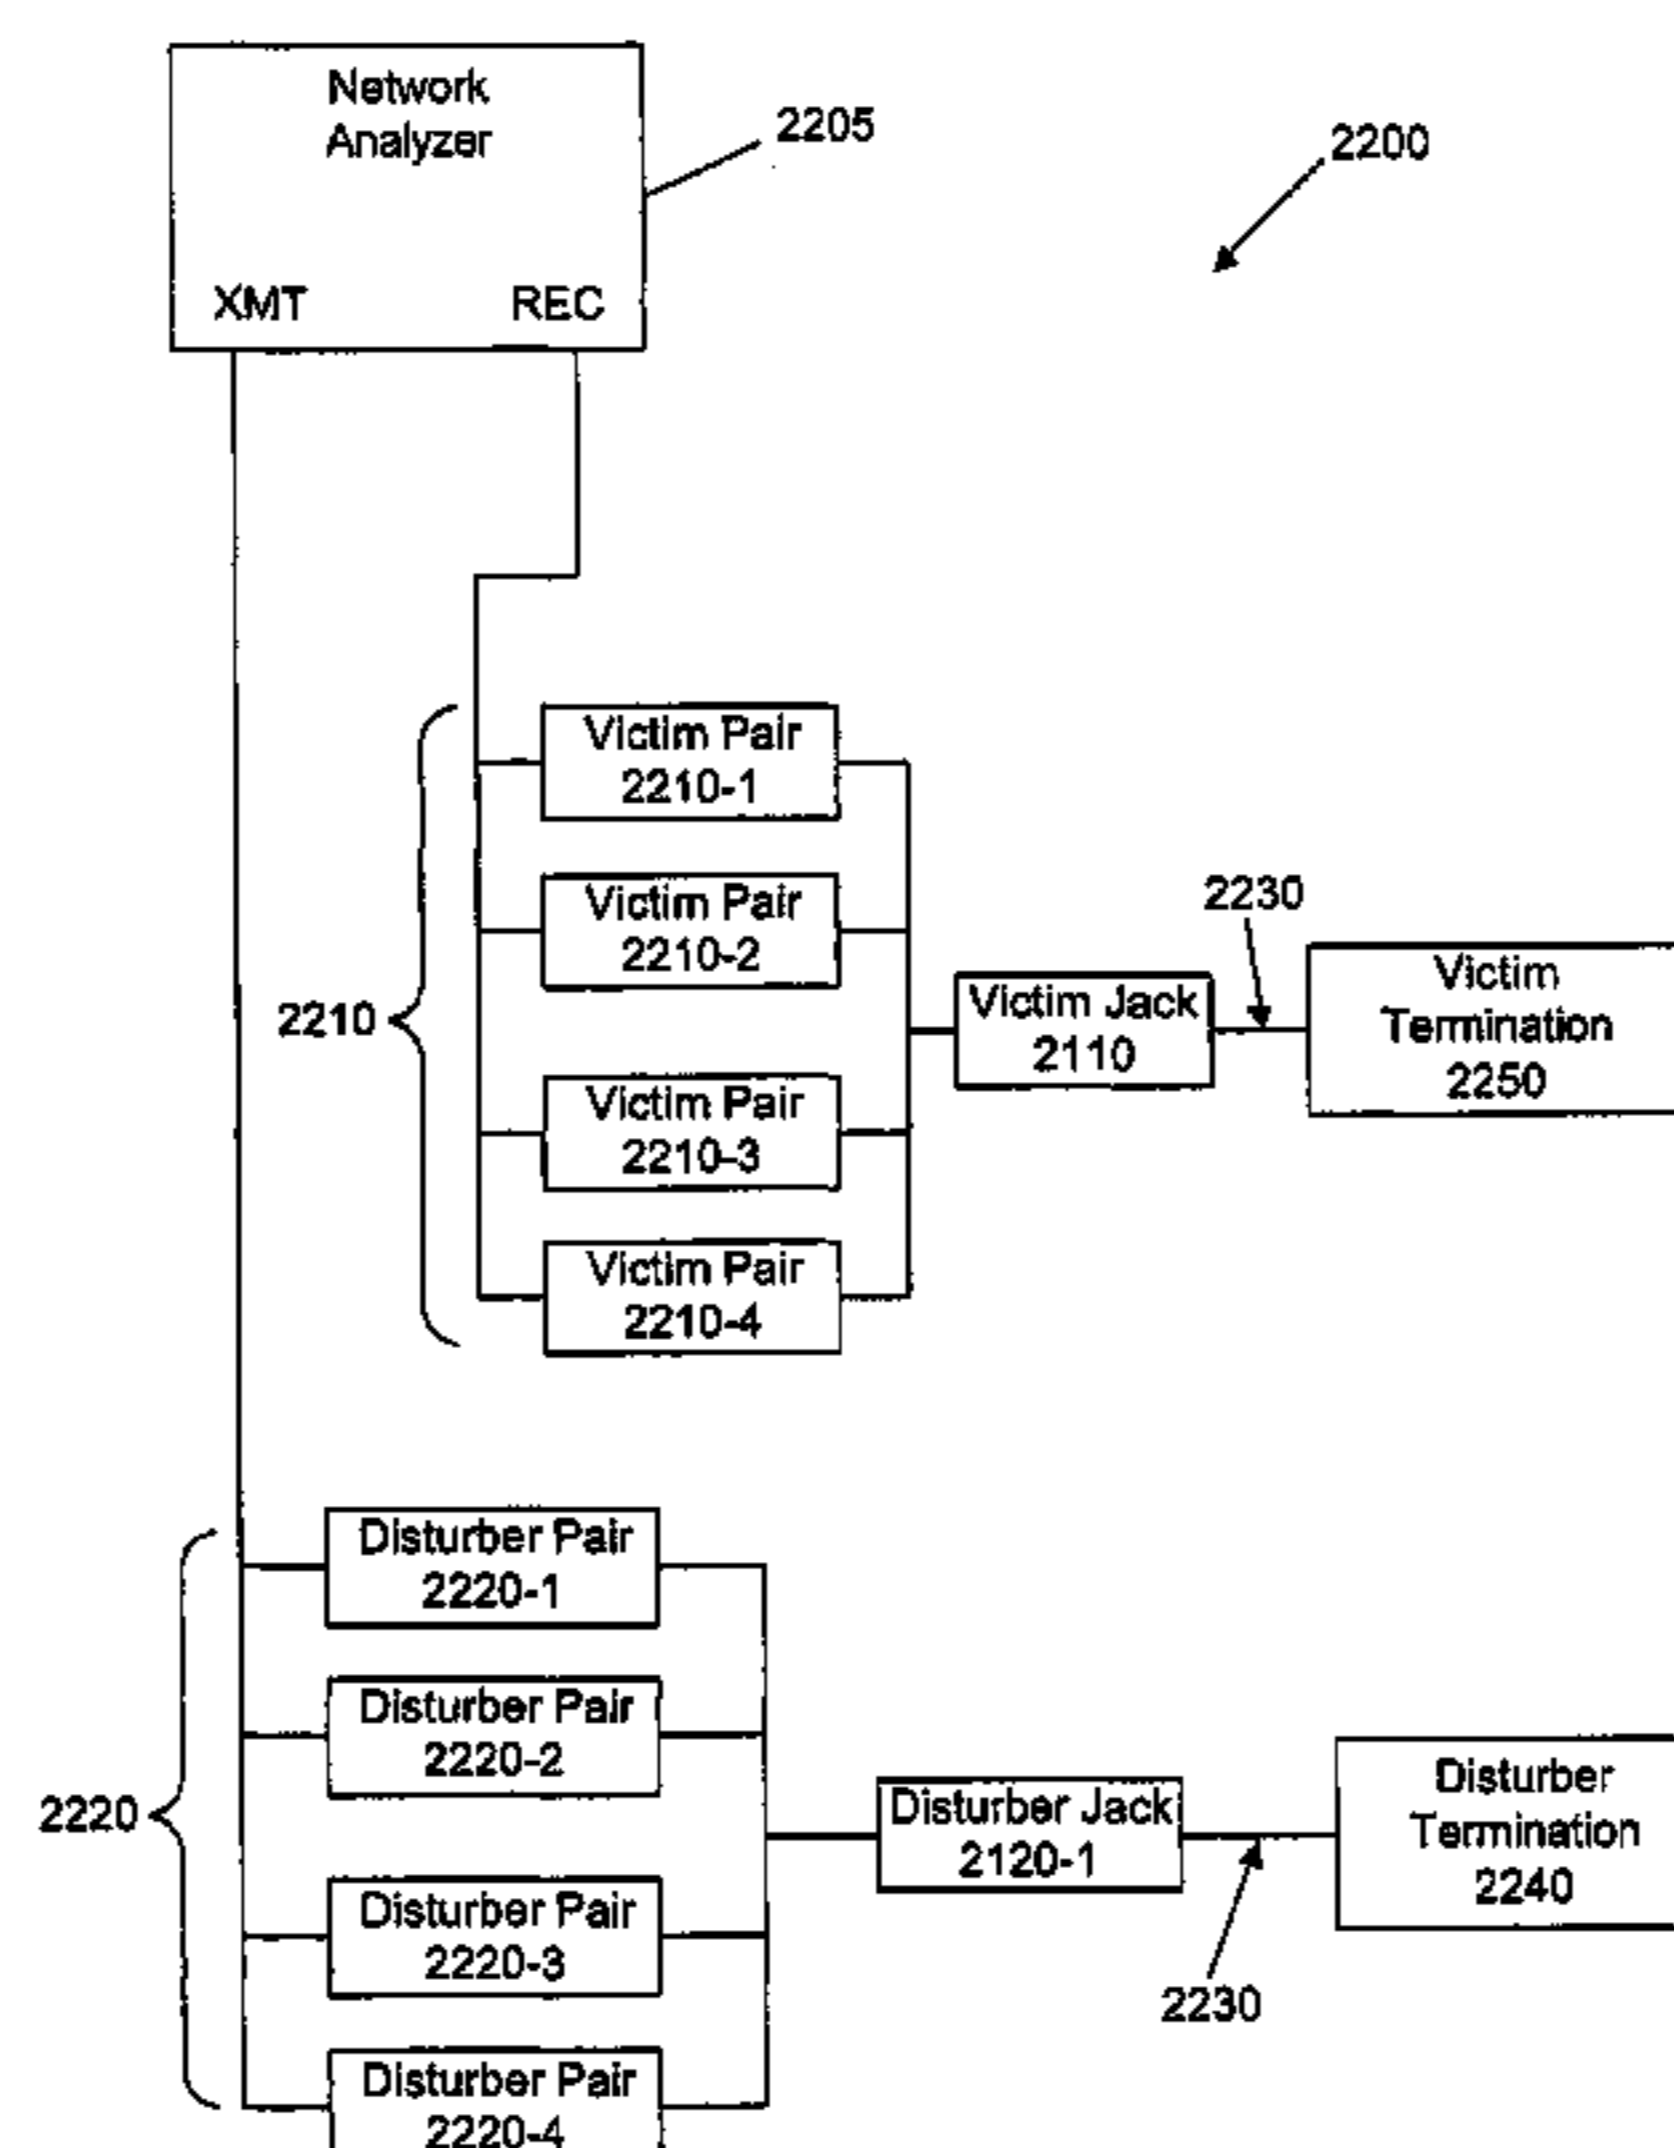 Network
Analyzer
2205
2200
XMT REC
Victim Pair
2210-1
Victim Pair
2210-2
2230
Victim
Termination
2250
Victim Jack
2110
2210
Victim Pair
2210-3
Victim Pair
2210-4
Disturber Pair
2220-1
Disturber Pair
2220-2
Disturber Jack
2120-1
Disturber
Termination
2240
2220
Disturber Pair
2220-3
2230
Disturber Pair
2220-4